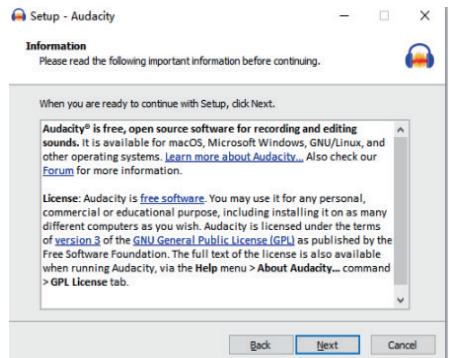 Setup - Audacity
Information
Please read the following important information before continuing.
When you are ready to continue with Setup, click Next.
Audacity® is free, open source software for recording and editing
sounds. It is available for macOS, Microsoft Windows, GNU/Linux, and
other operating systems. Learn more about Audacity... Also check our
Forum for more information.
License: Audacity is free software. You may use it for any personal,
commercial or educational purpose, including installing it on as many
different computers as you wish. Audacity is licensed under the terms
of version 3 of the GNU General Public License (GPL) as published by the
Free Software Foundation. The full text of the license is also available
when running Audacity, via the Help menu > About Audacity... command
> GPL License tab.
Back Next Cancel